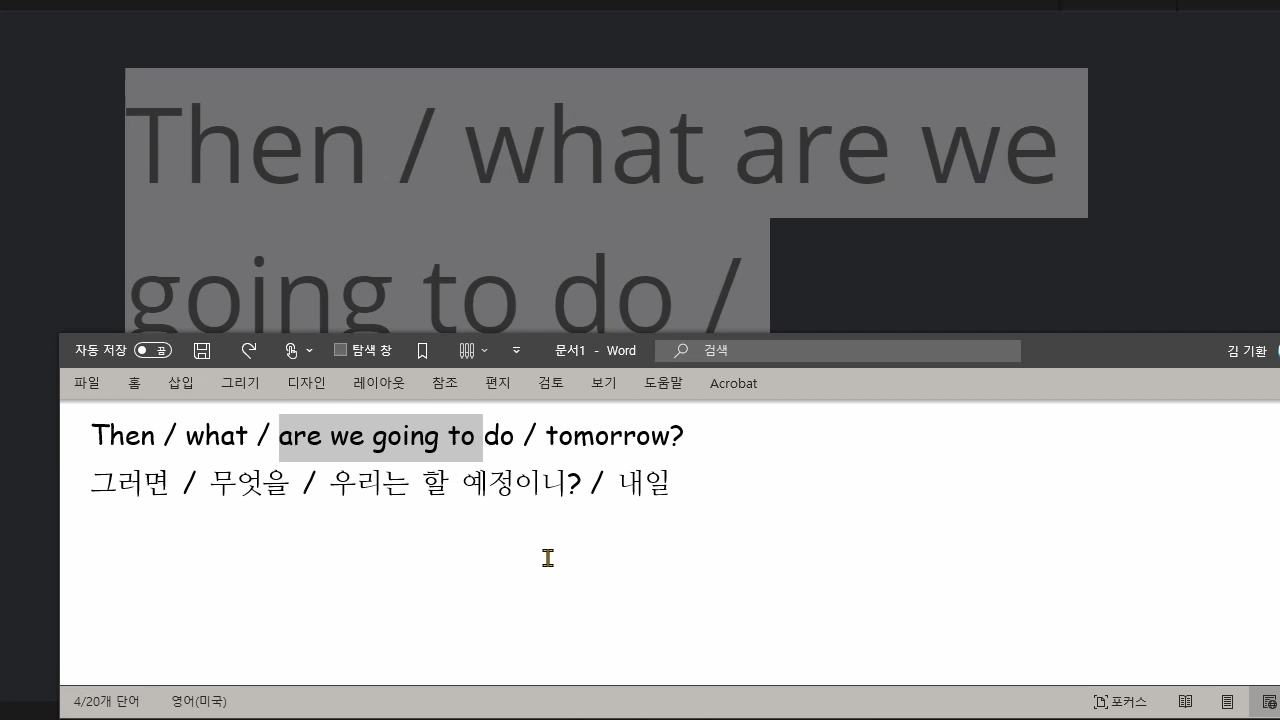 Then / what are we
going to do /
자동 저장 끔 탐색 창 문서1 - Word 검색 김 기환
파일 홈 삽입 그리기 디자인 레이아웃 참조 편지 검토 보기 도움말 Acrobat
Then / what / are we going to do / tomorrow?
그러면 / 무엇을 / 우리는 할 예정이니? / 내일
4/20개 단어 영어(미국) 포커스